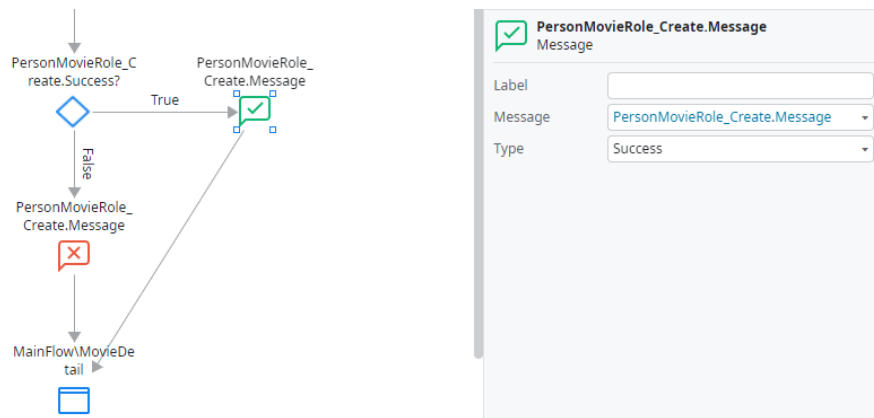 PersonMovieRole_C
reate.Success?
PersonMovieRole_
Create.Message
True
False
PersonMovieRole_
Create.Message
MainFlow\MovieDe
tail
PersonMovieRole_Create.Message
Message
Label
Message
PersonMovieRole_Create.Message
Type
Success